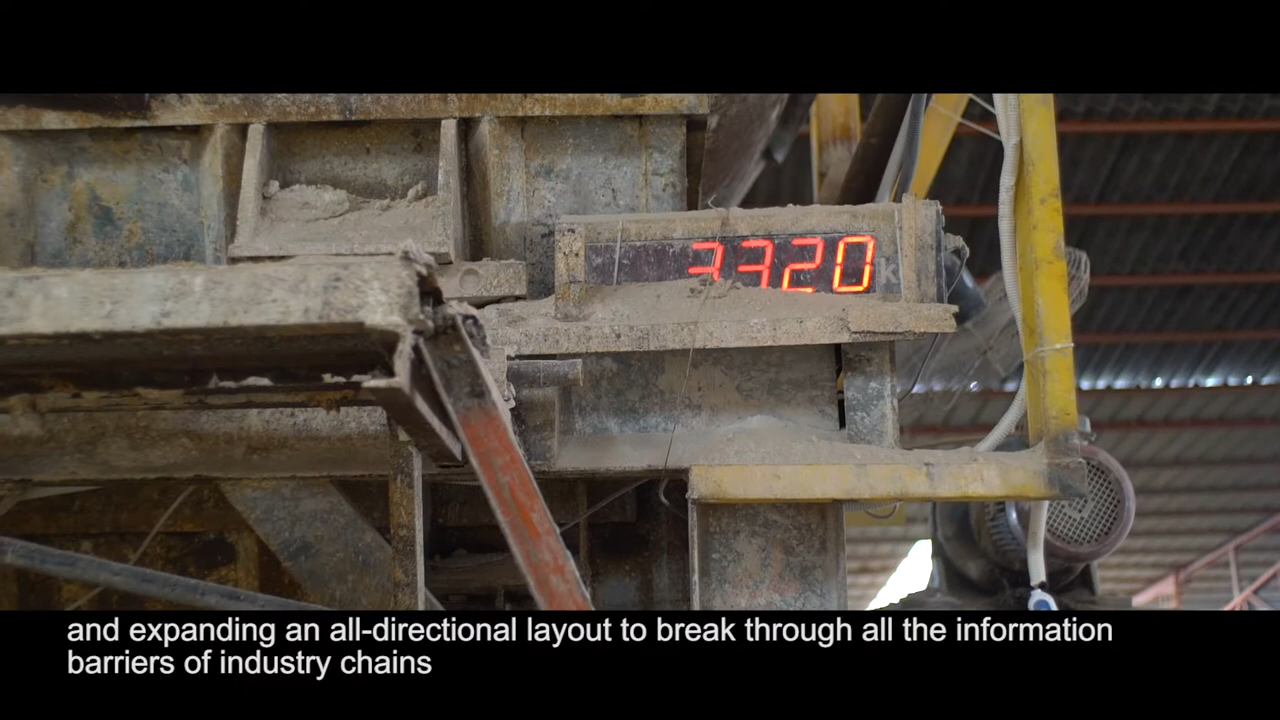 3320 k
and expanding an all-directional layout to break through all the information
barriers of industry chains